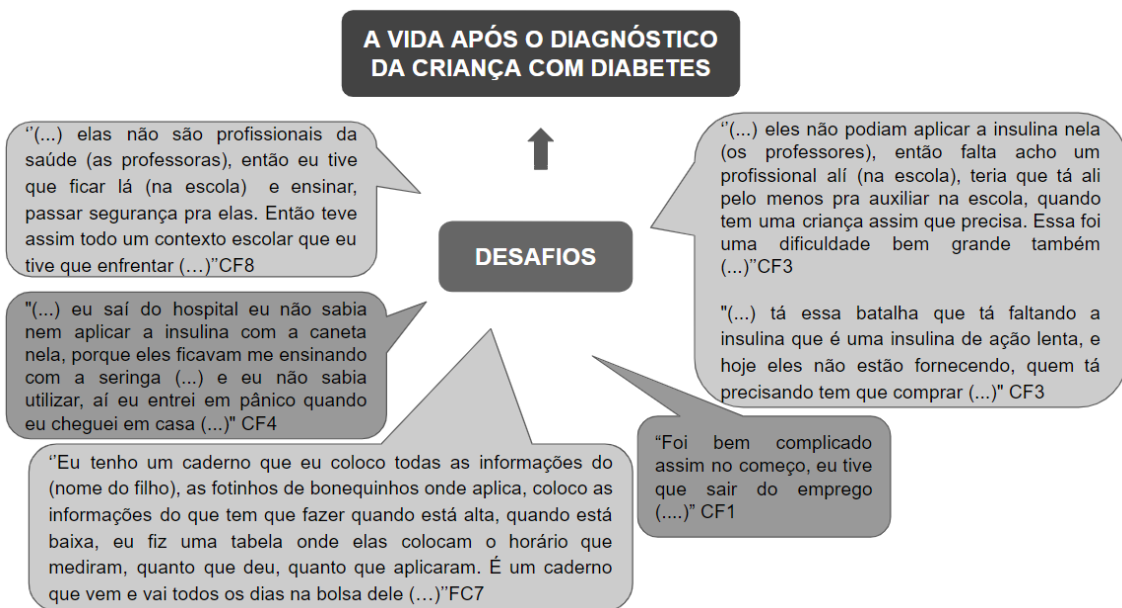 A VIDA APÓS O DIAGNÓSTICO
DA CRIANÇA COM DIABETES
‘’(...) elas não são profissionais da
saúde (as professoras), então eu tive
que ficar lá (na escola) e ensinar,
passar segurança pra elas. Então teve
assim todo um contexto escolar que eu
tive que enfrentar (…)’’CF8
‘’(...) eles não podiam aplicar a insulina nela
(os professores), então falta acho um
profissional alí (na escola), teria que tá ali
pelo menos pra auxiliar na escola, quando
tem uma criança assim que precisa. Essa foi
uma dificuldade bem grande também
(...)’’CF3
"(...) tá essa batalha que tá faltando a
insulina que é uma insulina de ação lenta, e
hoje eles não estão fornecendo, quem tá
precisando tem que comprar (...)" CF3
DESAFIOS
"(...) eu saí do hospital eu não sabia
nem aplicar a insulina com a caneta
nela, porque eles ficavam me ensinando
com a seringa (...) e eu não sabia
utilizar, aí eu entrei em pânico quando
eu cheguei em casa (...)" CF4
“Foi bem complicado
assim no começo, eu tive
que sair do emprego
(....)” CF1
‘’Eu tenho um caderno que eu coloco todas as informações do
(nome do filho), as fotinhos de bonequinhos onde aplica, coloco as
informações do que tem que fazer quando está alta, quando está
baixa, eu fiz uma tabela onde elas colocam o horário que
mediram, quanto que deu, quanto que aplicaram. É um caderno
que vem e vai todos os dias na bolsa dele (…)’’FC7